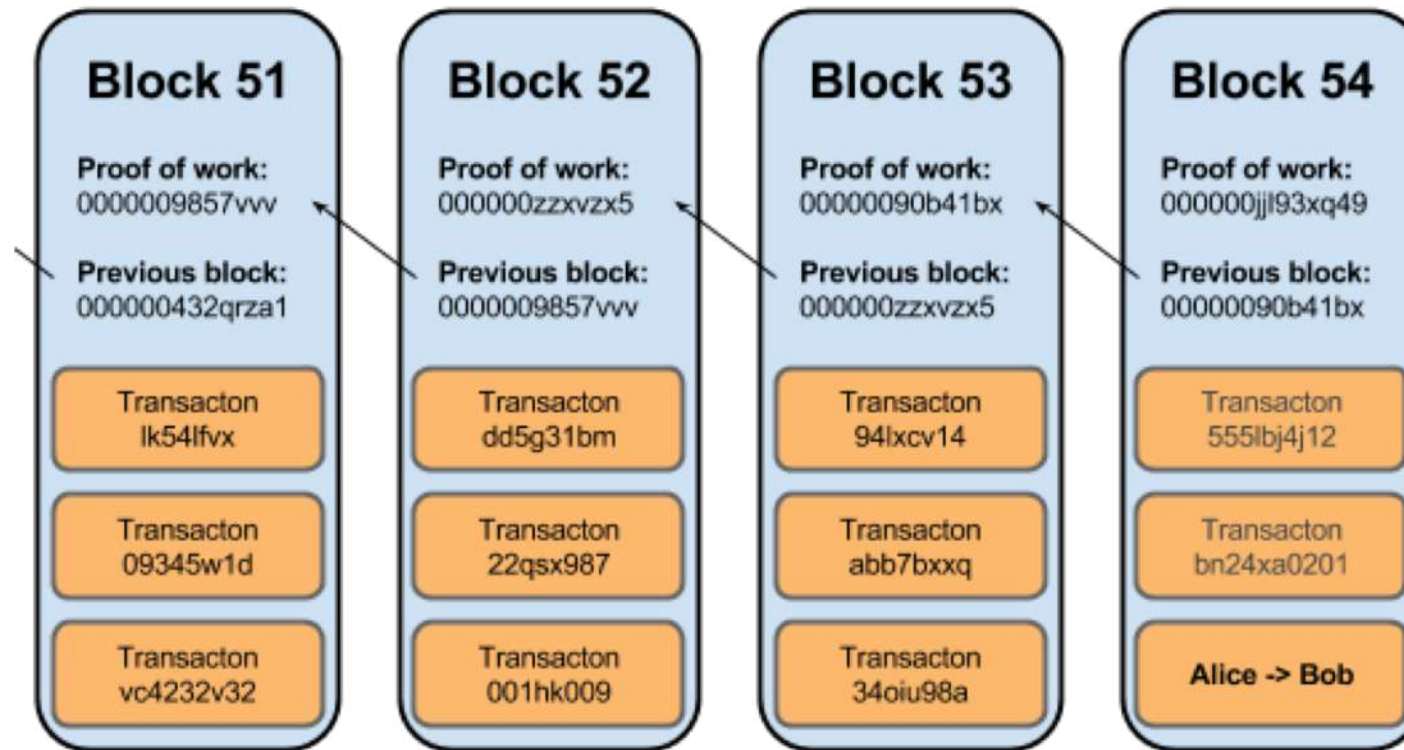 Block 51
Proof of work:
0000009857vvv
Previous block:
000000432qrza1
Transacton
lk54lfvx
Transacton
09345w1d
Transacton
vc4232v32
Block 52
Proof of work:
000000zzxvzx5
Previous block:
0000009857vvv
Transacton
dd5g31bm
Transacton
22qsx987
Transacton
001hk009
Block 53
Proof of work:
00000090b41bx
Previous block:
000000zzxvzx5
Transacton
94lxcv14
Transacton
abb7bxxq
Transacton
34oiu98a
Block 54
Proof of work:
000000jjl93xq49
Previous block:
00000090b41bx
Transacton
555lbj4j12
Transacton
bn24xa0201
Alice -> Bob